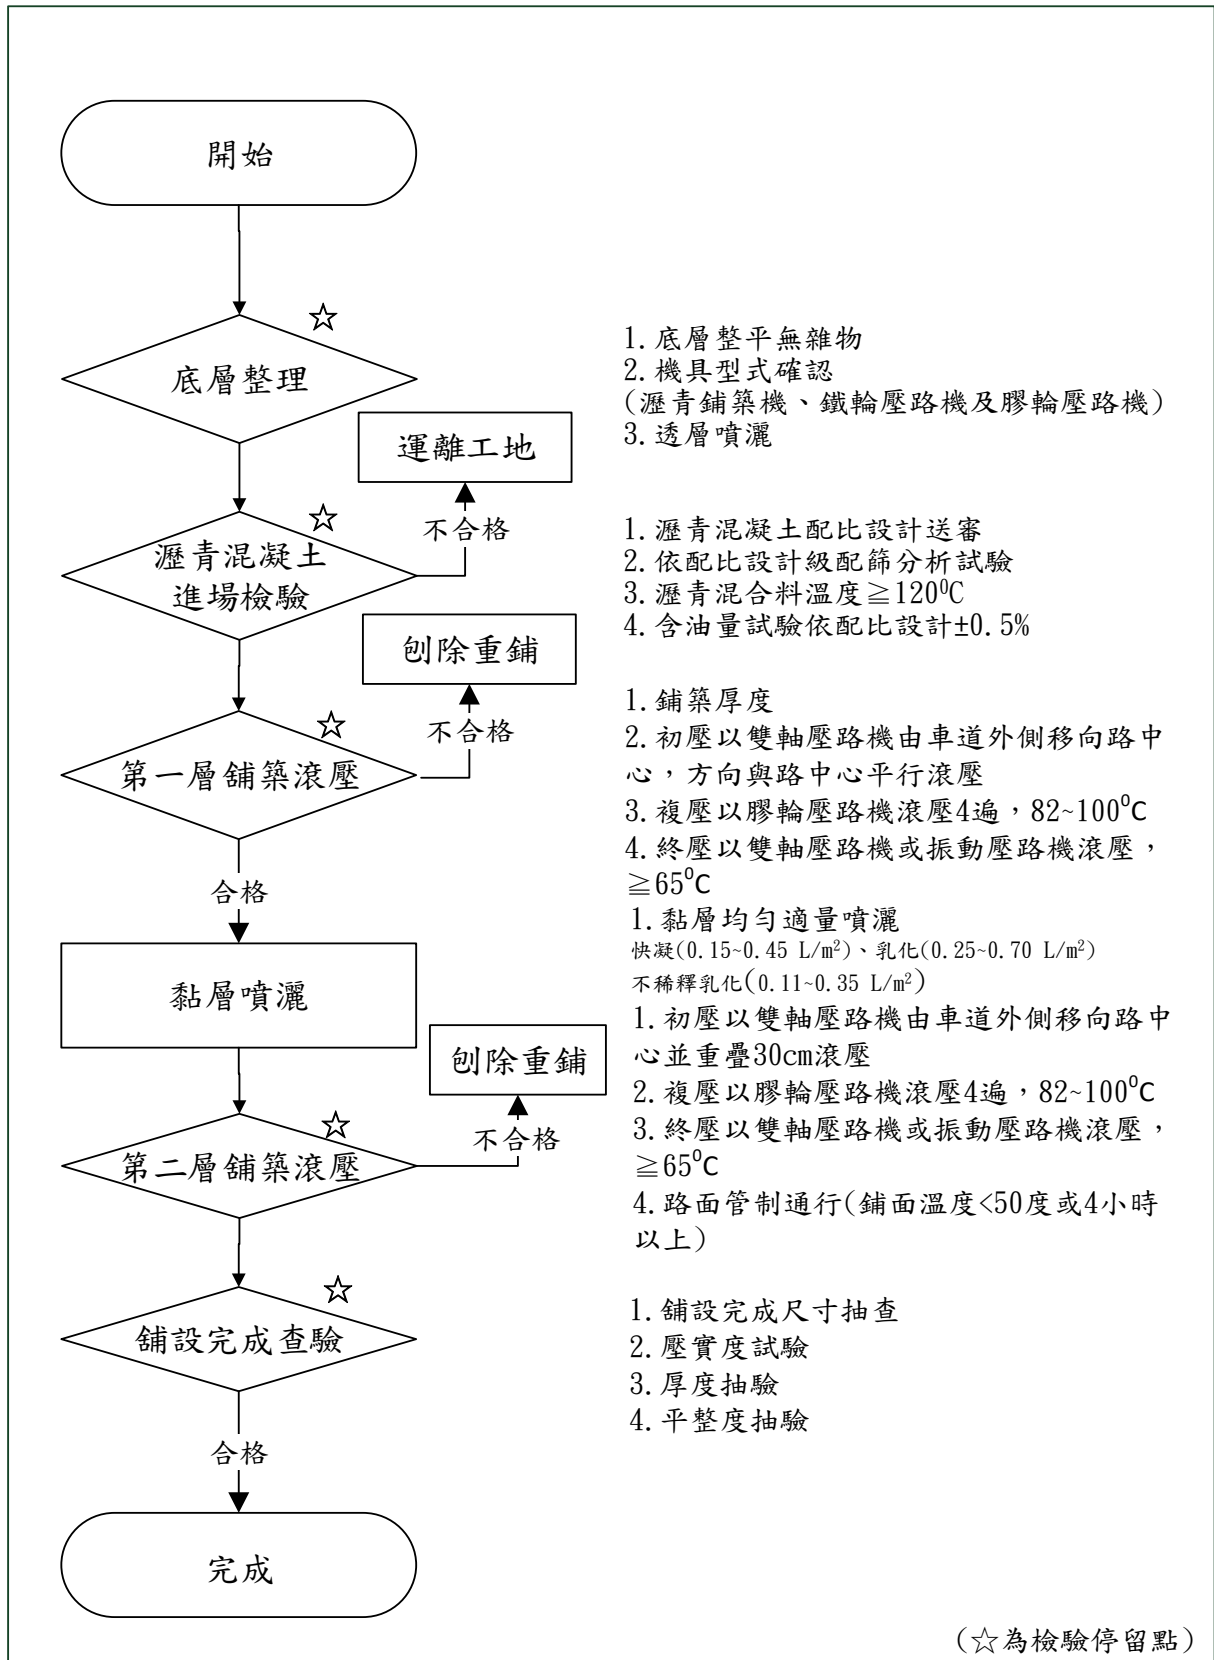 開始
☆
底層整理
1.底層整平無雜物
2.機具型式確認
(瀝青鋪築機、鐵輪壓路機及膠輪壓路機)
3.透層噴灑
運離工地
不合格
☆
瀝青混凝土
進場檢驗
1.瀝青混凝土配比設計送審
2.依配比設計級配篩分析試驗
3.瀝青混合料溫度≧120⁰C
4.含油量試驗依配比設計±0.5%
刨除重鋪
不合格
☆
第一層舖築滾壓
1.鋪築厚度
2.初壓以雙軸壓路機由車道外側移向路中
心，方向與路中心平行滾壓
3.複壓以膠輪壓路機滾壓4遍，82~100⁰C
4.終壓以雙軸壓路機或振動壓路機滾壓，
≧65⁰C
合格
黏層噴灑
1.黏層均勻適量噴灑
快凝(0.15~0.45 L/m²)、乳化(0.25~0.70 L/m²)
不稀釋乳化(0.11~0.35 L/m²)
刨除重鋪
不合格
☆
第二層舖築滾壓
1.初壓以雙軸壓路機由車道外側移向路中
心並重疊30cm滾壓
2.複壓以膠輪壓路機滾壓4遍，82~100⁰C
3.終壓以雙軸壓路機或振動壓路機滾壓，
≧65⁰C
4.路面管制通行(鋪面溫度<50度或4小時
以上)
☆
舖設完成查驗
1.舖設完成尺寸抽查
2.壓實度試驗
3.厚度抽驗
4.平整度抽驗
合格
完成
(☆為檢驗停留點)